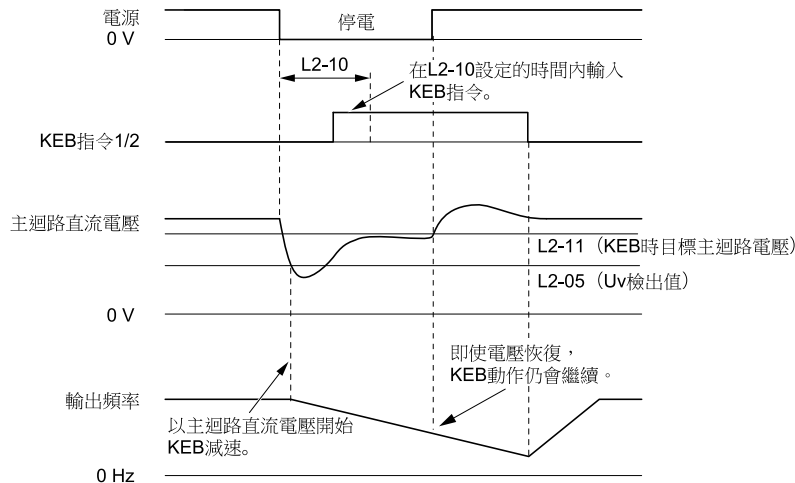 電源
0 V
停電
L2-10
在L2-10設定的時間內輸入
KEB指令。
KEB指令1/2
主迴路直流電壓
L2-11（KEB時目標主迴路電壓）
L2-05（Uv檢出值）
0 V
即使電壓恢復，
KEB動作仍會繼續。
輸出頻率
以主迴路直流電壓開始
KEB減速。
0 Hz